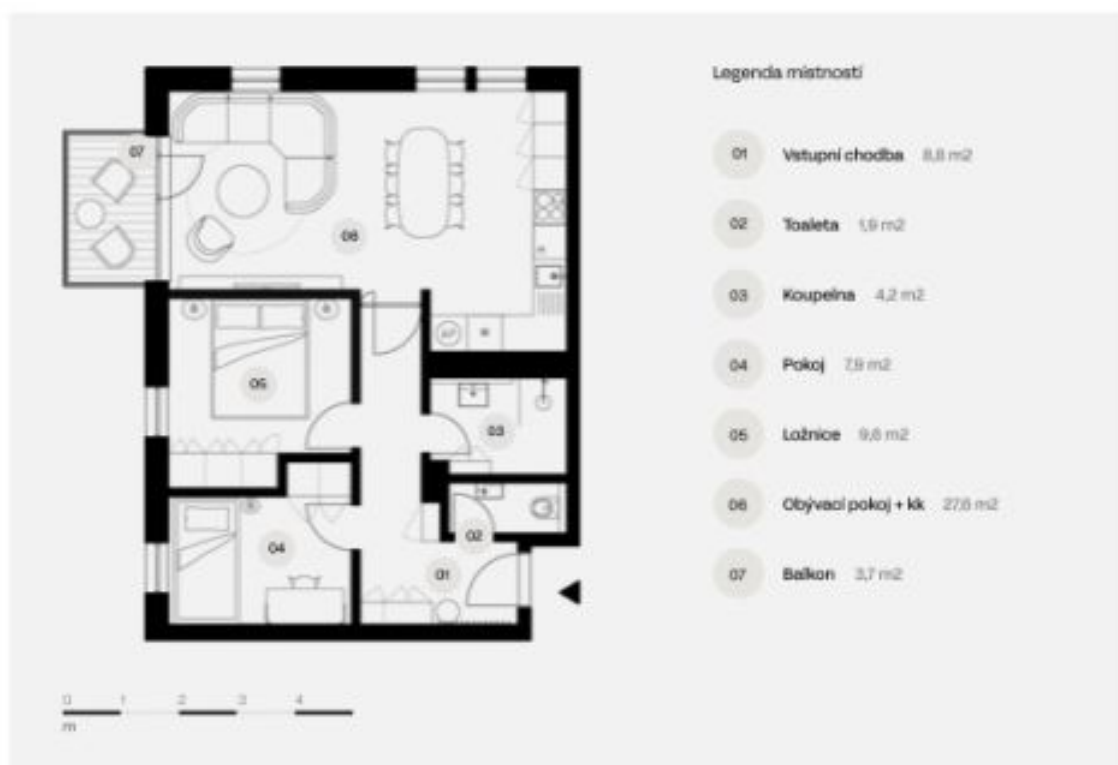 Legenda místností
01 Vstupní chodba 8,8 m2
02 Toaleta 1,9 m2
03 Koupelna 4,2 m2
04 Pokoj 7,9 m2
05 Ložnice 9,8 m2
06 Obývací pokoj + kk 27,6 m2
07 Balkon 3,7 m2
07
06
05
03
04
02
01
0 1 2 3 4
m